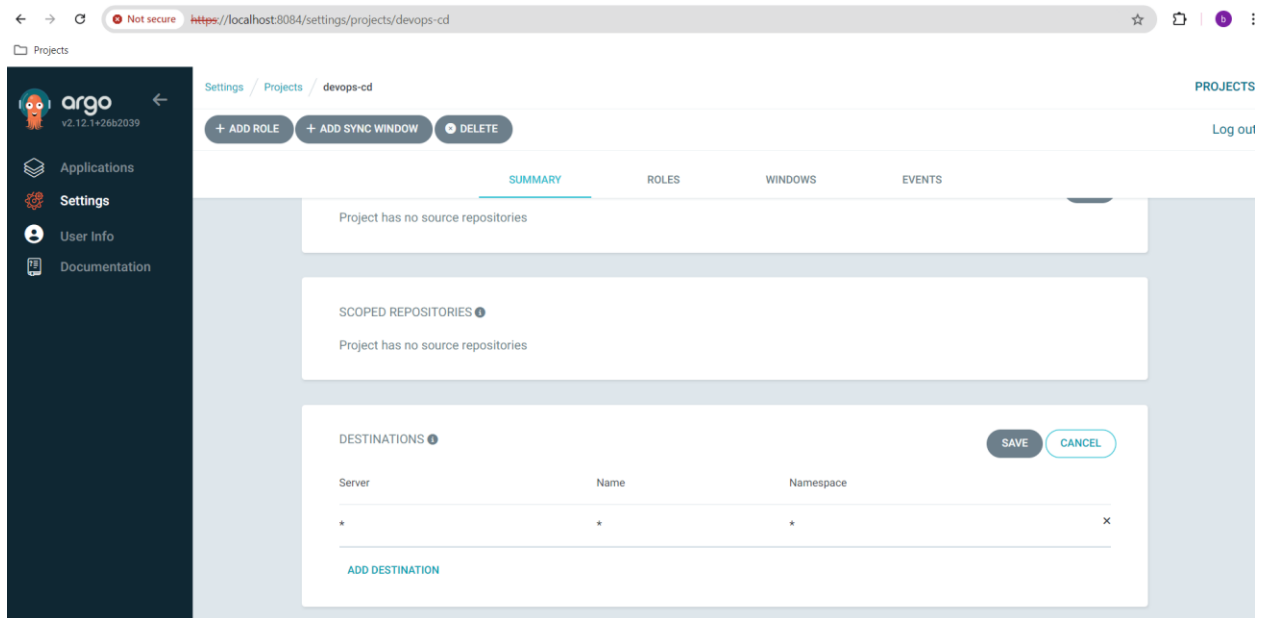 Not secure https://localhost:8084/settings/projects/devops-cd
b
Projects
argo
v2.12.1+26b2039
Applications
Settings
User Info
Documentation
Settings / Projects / devops-cd
PROJECTS
+ ADD ROLE + ADD SYNC WINDOW DELETE
Log out
SUMMARY ROLES WINDOWS EVENTS
Project has no source repositories
SCOPED REPOSITORIES
Project has no source repositories
DESTINATIONS
SAVE CANCEL
Server Name Namespace
* * *
ADD DESTINATION